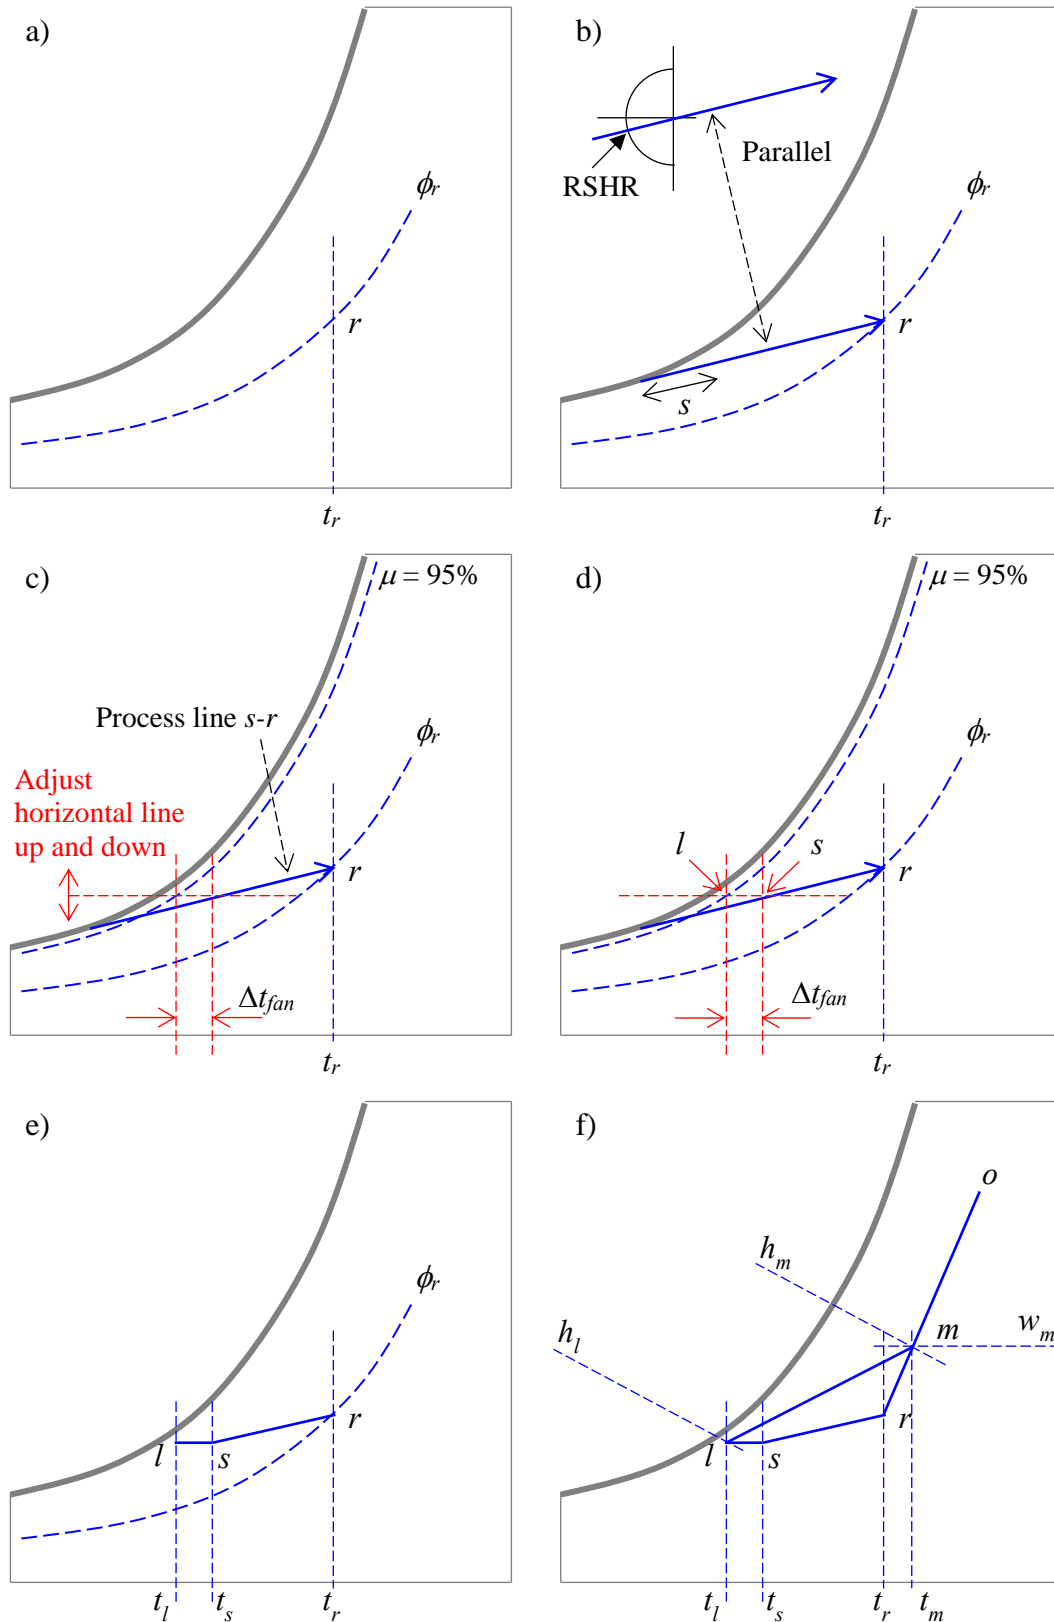 a)
ϕr
r
tr
b)
Parallel
RSHR
ϕr
r
s
tr
c)
μ = 95%
Process line s-r
ϕr
Adjust
horizontal line
up and down
r
Δtfan
tr
d)
μ = 95%
ϕr
l
s
r
Δtfan
tr
e)
ϕr
r
l
s
tl
ts
tr
f)
o
hm
hl
m
wm
r
l
s
tl
ts
tr
tm